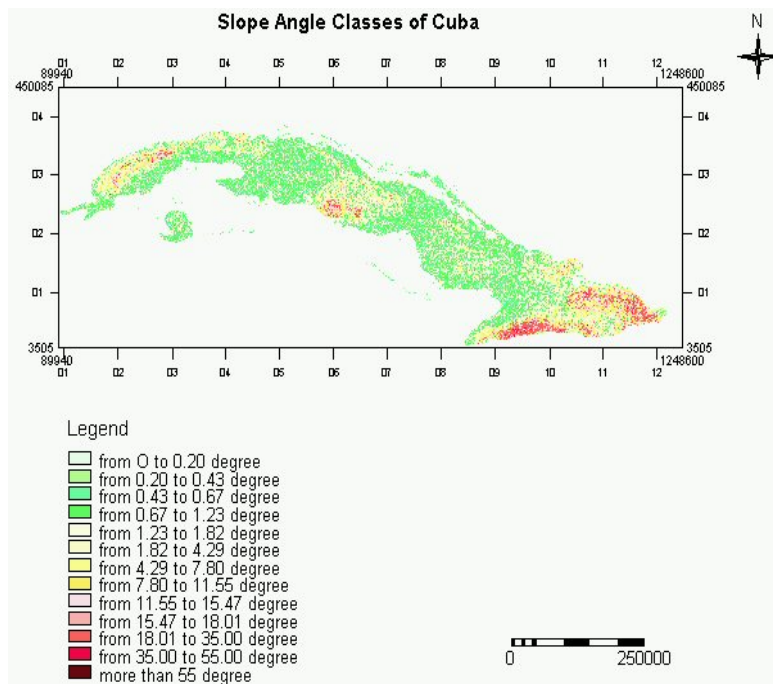 Slope Angle Classes of Cuba
N
01 02 03 04 05 06 07 08 09 10 11 12
89940 1248600
450085 450085
04 04
03 03
02 02
01 01
3505 3505
89940 1248600
01 02 03 04 05 06 07 08 09 10 11 12
Legend
from O to 0.20 degree
from 0.20 to 0.43 degree
from 0.43 to 0.67 degree
from 0.67 to 1.23 degree
from 1.23 to 1.82 degree
from 1.82 to 4.29 degree
from 4.29 to 7.80 degree
from 7.80 to 11.55 degree
from 11.55 to 15.47 degree
from 15.47 to 18.01 degree
from 18.01 to 35.00 degree
from 35.00 to 55.00 degree
more than 55 degree
0 250000